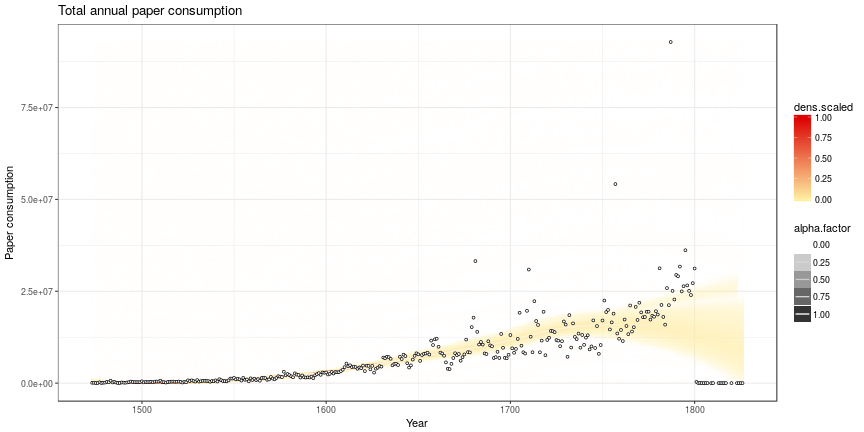 Total annual paper consumption
dens.scaled
1.00
0.75
0.50
0.25
0.00
alpha.factor
0.00
0.25
0.50
0.75
1.00
Paper consumption
7.5e+07
5.0e+07
2.5e+07
0.0e+00
1500 1600 1700 1800
Year